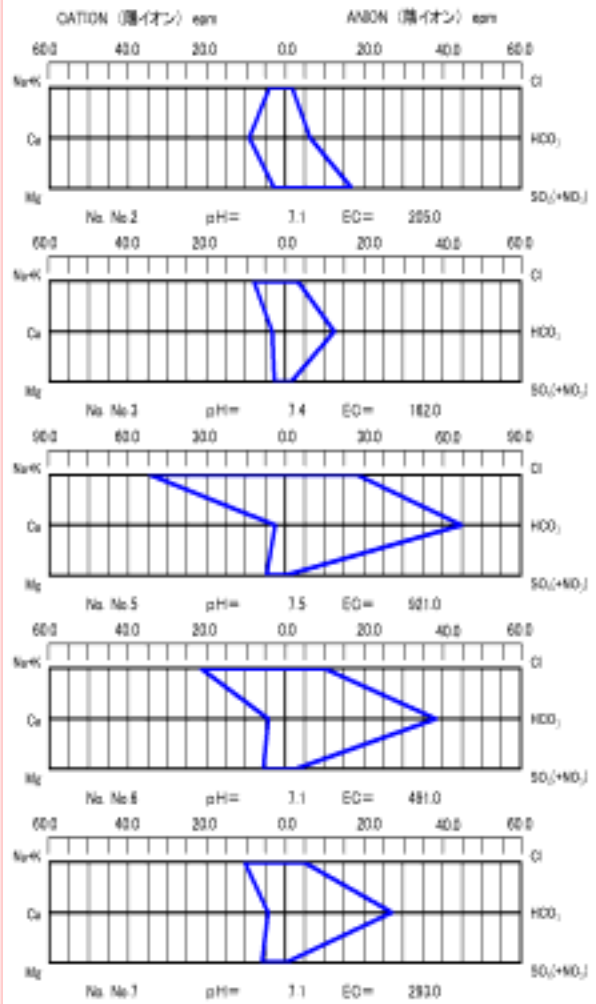 CATION (陽イオン) epm ANION (陰イオン) epm
60.0 40.0 20.0 0.0 20.0 40.0 60.0
Na+K Cl
Ca HCO₃
Mg SO₄(+NO₃)
No. No.2 pH= 7.1 EC= 205.0
60.0 40.0 20.0 0.0 20.0 40.0 60.0
Na+K Cl
Ca HCO₃
Mg SO₄(+NO₃)
No. No.3 pH= 7.4 EC= 162.0
90.0 60.0 30.0 0.0 30.0 60.0 90.0
Na+K Cl
Ca HCO₃
Mg SO₄(+NO₃)
No. No.5 pH= 7.5 EC= 921.0
60.0 40.0 20.0 0.0 20.0 40.0 60.0
Na+K Cl
Ca HCO₃
Mg SO₄(+NO₃)
No. No.6 pH= 7.1 EC= 491.0
60.0 40.0 20.0 0.0 20.0 40.0 60.0
Na+K Cl
Ca HCO₃
Mg SO₄(+NO₃)
No. No.7 pH= 7.1 EC= 293.0